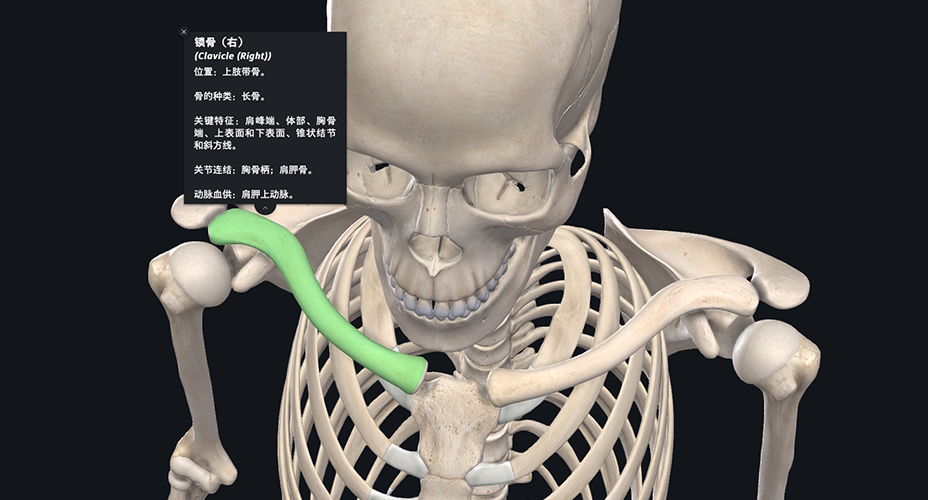 锁骨（右）
(Clavicle (Right))
位置：上肢带骨。
骨的种类：长骨。
关键特征：肩峰端、体部、胸骨
端、上表面和下表面、锥状结节
和斜方线。
关节连结：胸骨柄；肩胛骨。
动脉血供：肩胛上动脉。